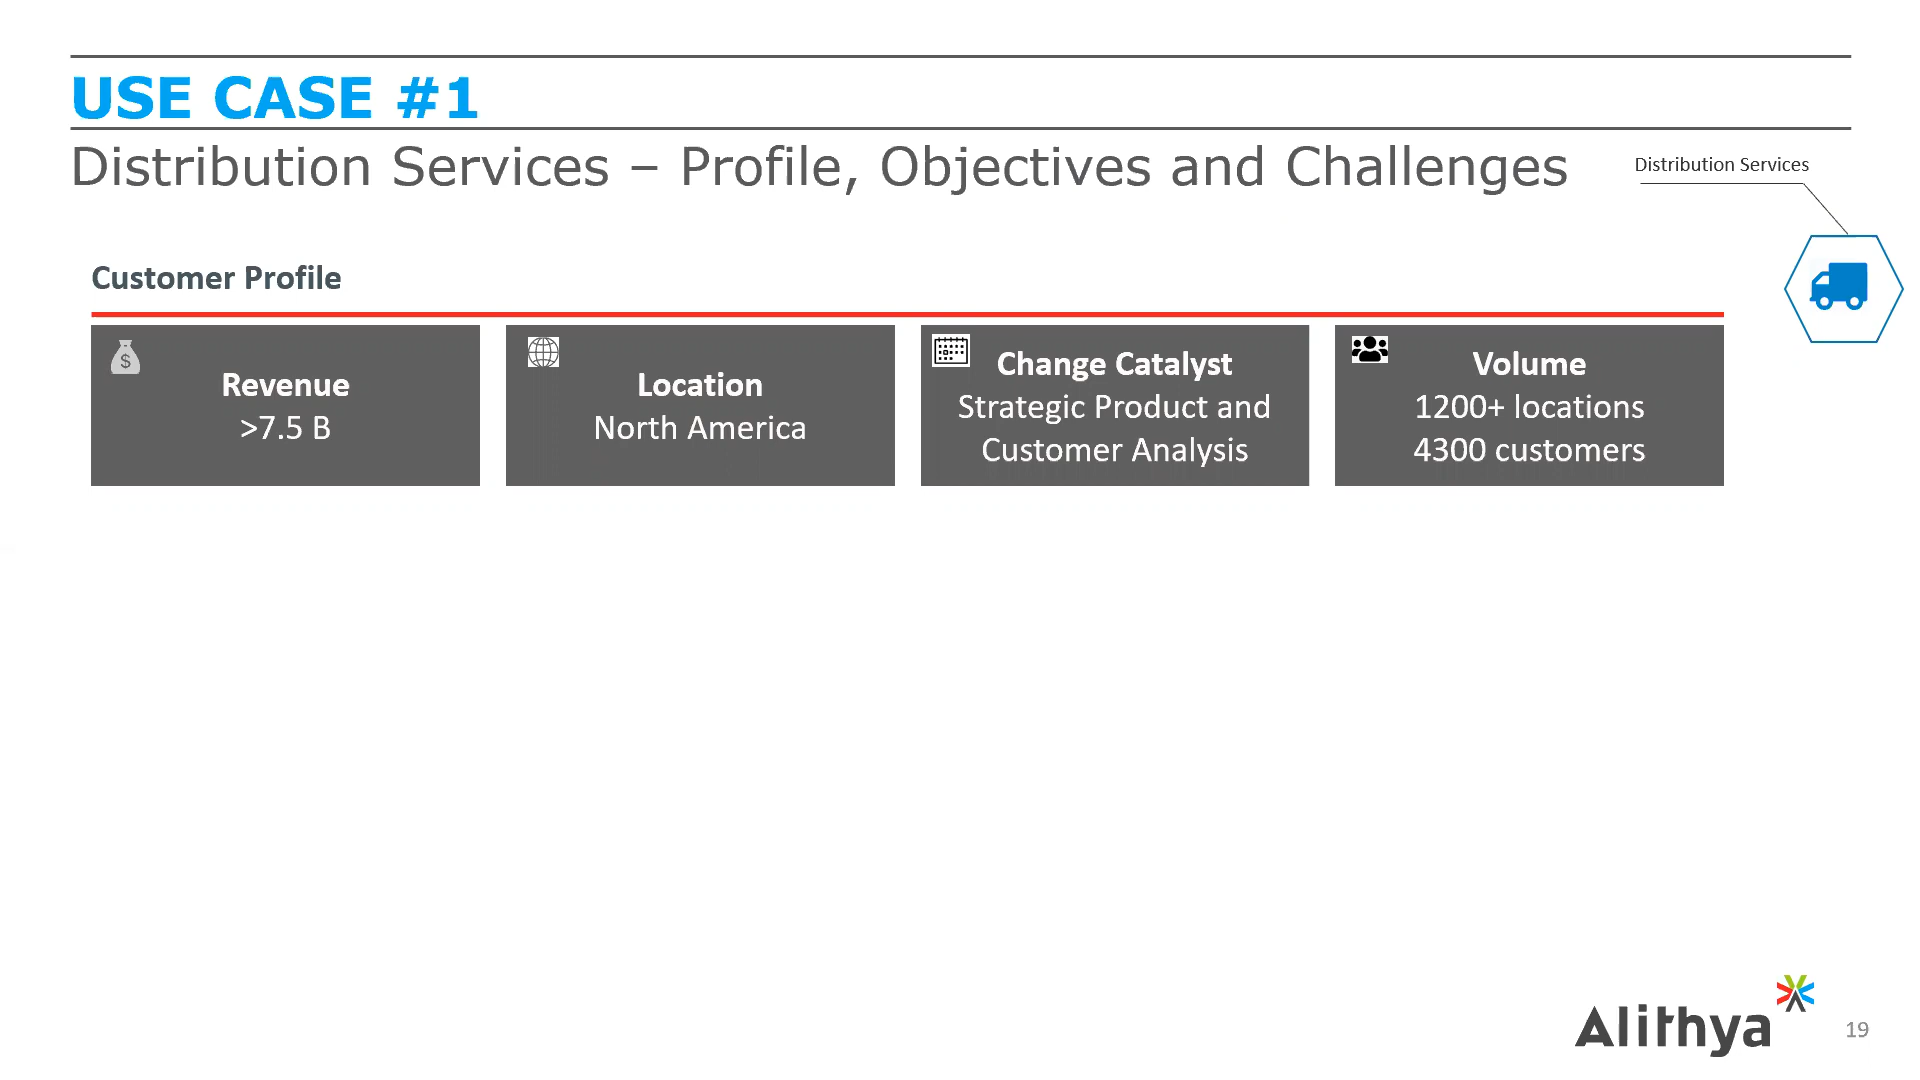 USE CASE #1
Distribution Services – Profile, Objectives and Challenges
Distribution Services
Customer Profile
$
Revenue
>7.5 B
Location
North America
Change Catalyst
Strategic Product and
Customer Analysis
Volume
1200+ locations
4300 customers
Alithya
19